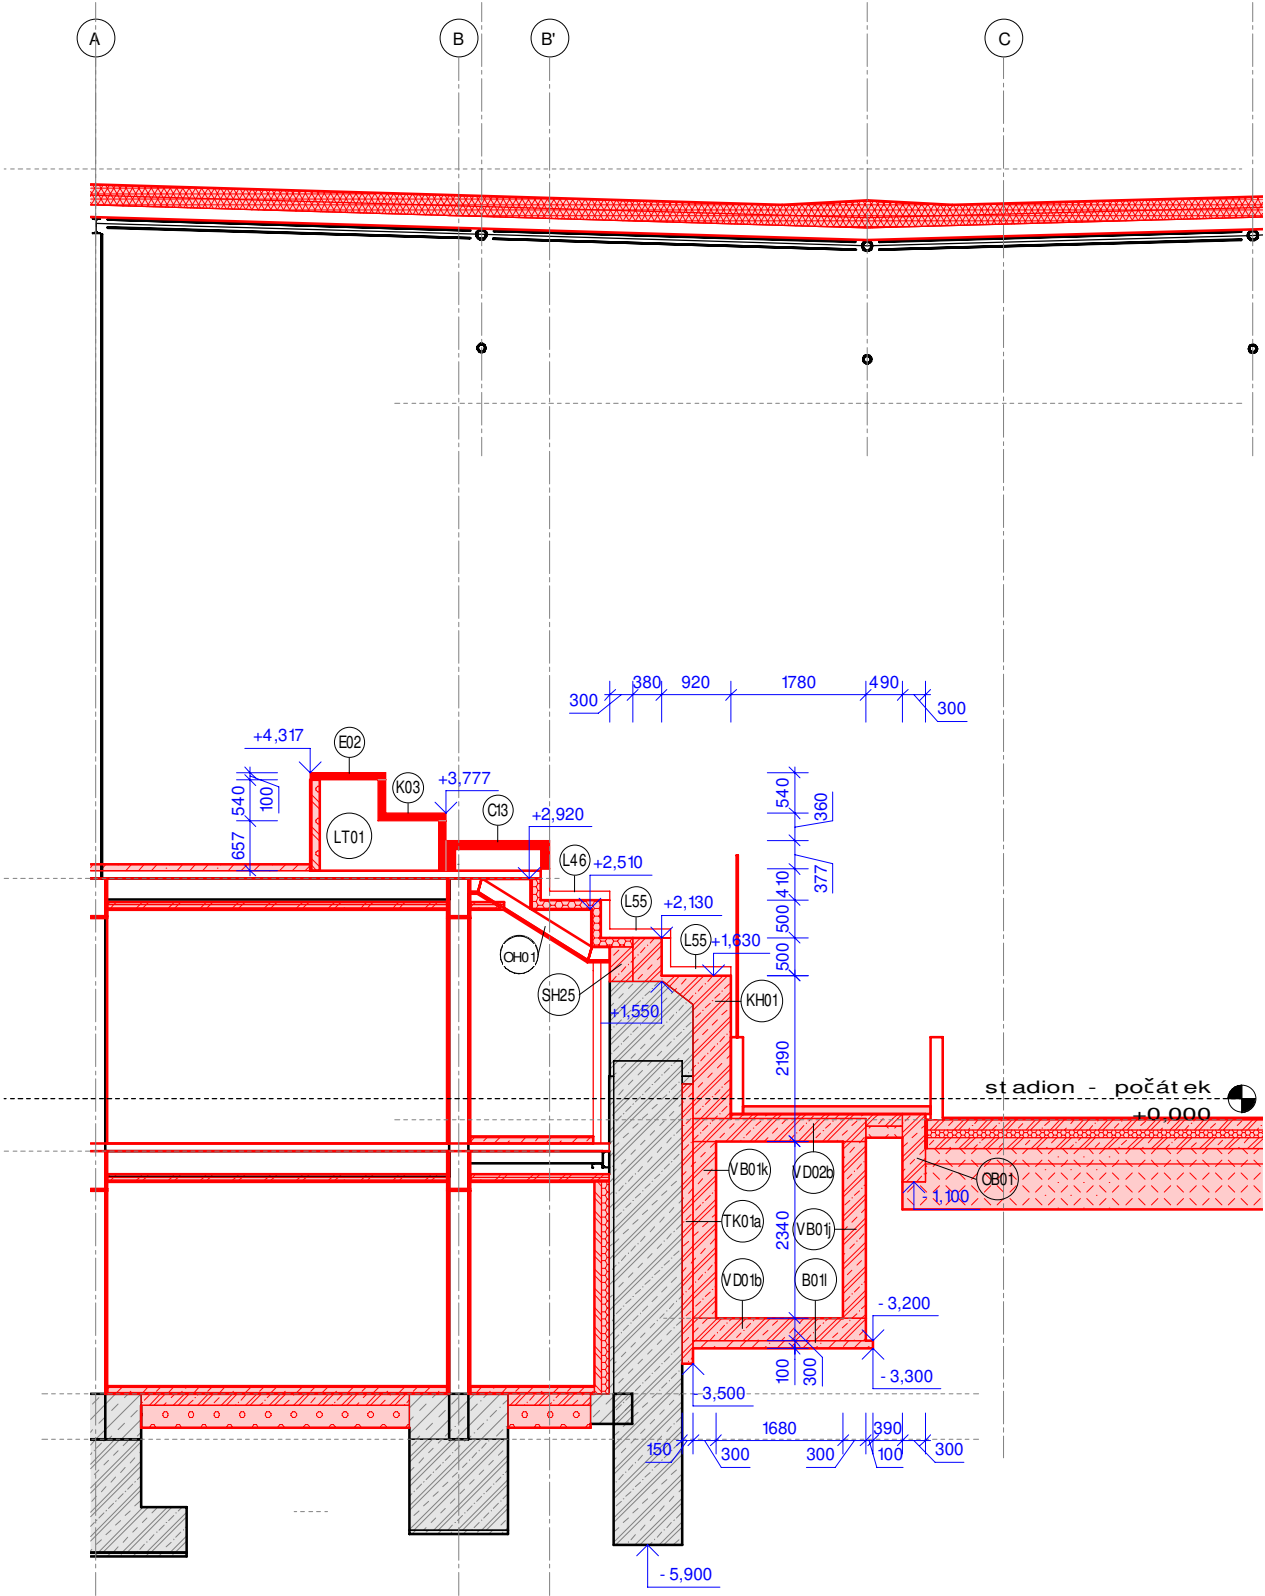 A
B
B'
C
380
920
1780
490
300
300
+4,317
E02
K03
+3,777
C13
+2,920
540
100
657
LT01
L46
+2,510
L55
+2,130
L55
+1,630
540
360
410
377
500
500
OH01
SH25
+1,550
KH01
2190
stadion - počátek
+0,000
VB01k
VD02b
OB01
-1,100
TK01a
2340
VB01j
VD01b
B01l
-3,200
100
300
-3,300
-3,500
1680
390
150
300
300
100
300
-5,900